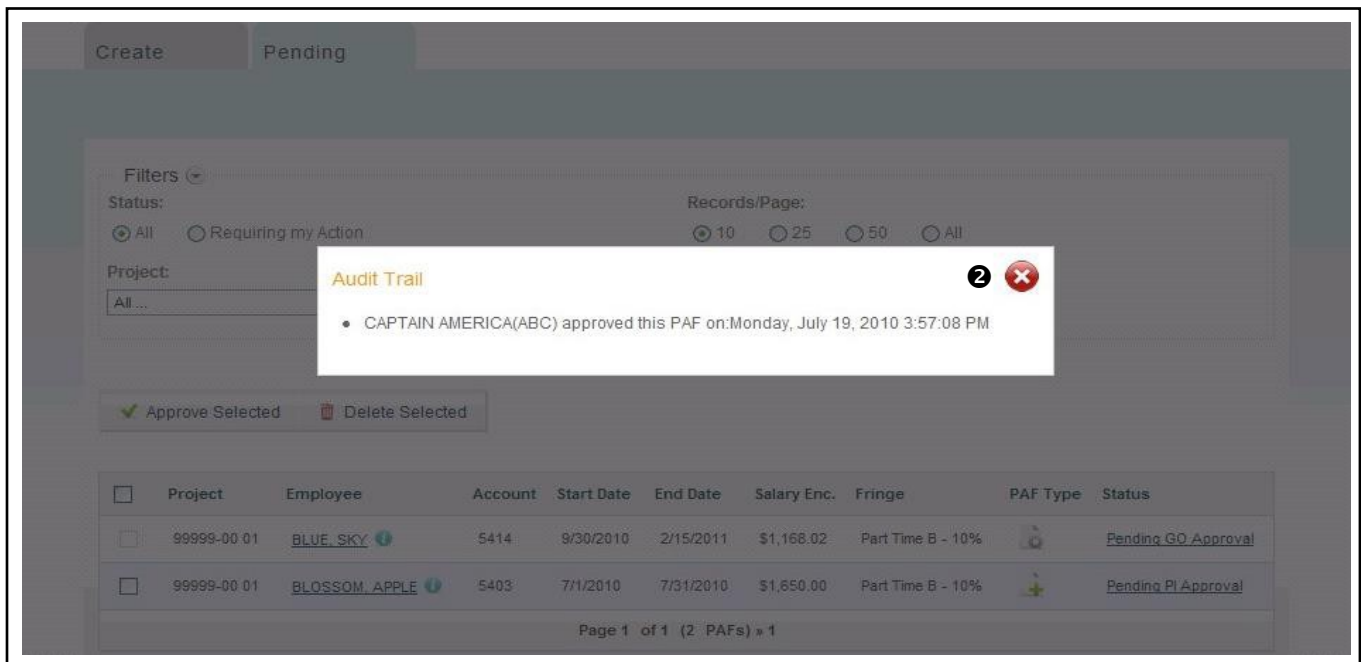 Create Pending
Filters
Status: Records/Page:
All Requiring my Action 10 25 50 All
Project:
All ...
Audit Trail ❷
• CAPTAIN AMERICA(ABC) approved this PAF on:Monday, July 19, 2010 3:57:08 PM
Approve Selected Delete Selected
Project Employee Account Start Date End Date Salary Enc. Fringe PAF Type Status
99999-00 01 BLUE, SKY 5414 9/30/2010 2/15/2011 $1,168.02 Part Time B - 10% Pending GO Approval
99999-00 01 BLOSSOM, APPLE 5403 7/1/2010 7/31/2010 $1,650.00 Part Time B - 10% Pending PI Approval
Page 1 of 1 (2 PAFs) » 1